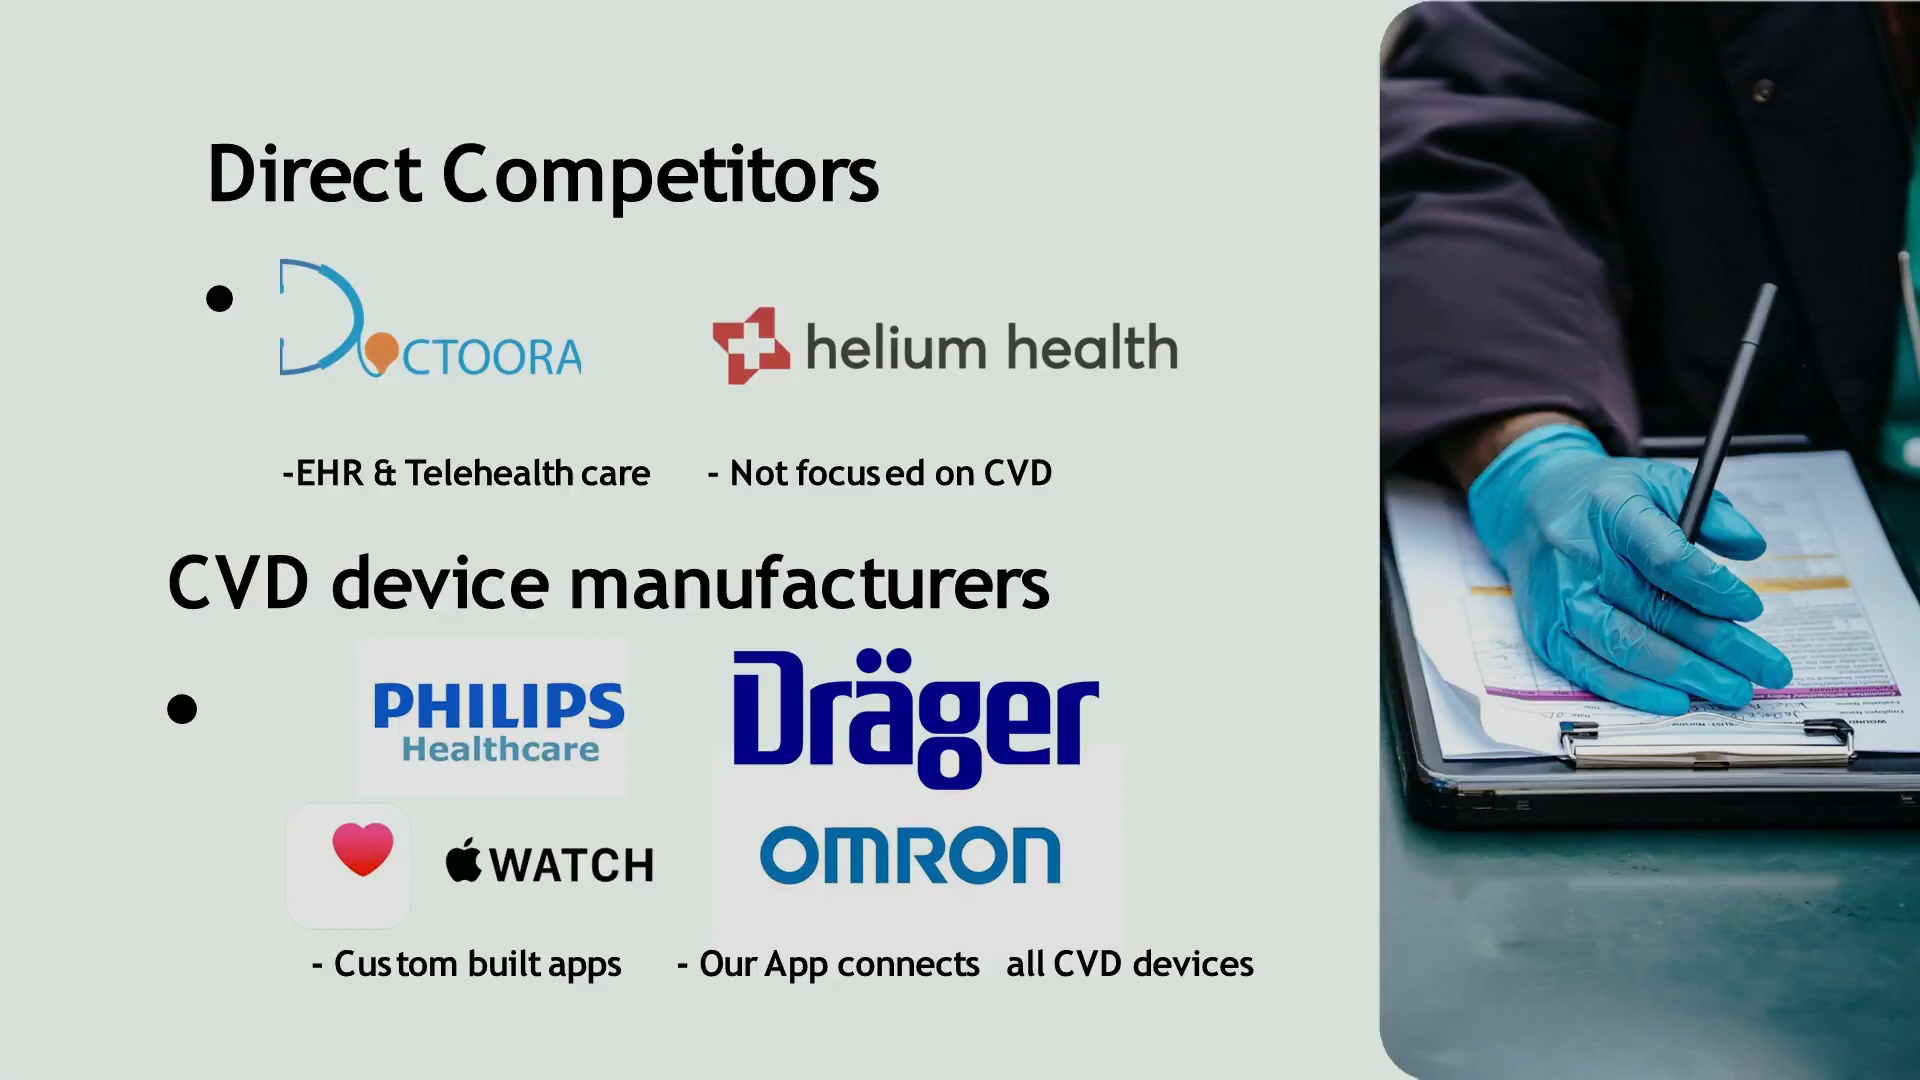 Direct Competitors
DOCTOORA
helium health
-EHR & Telehealth care - Not focused on CVD
CVD device manufacturers
PHILIPS
Healthcare
Dräger
WATCH
OMRON
- Custom built apps - Our App connects all CVD devices